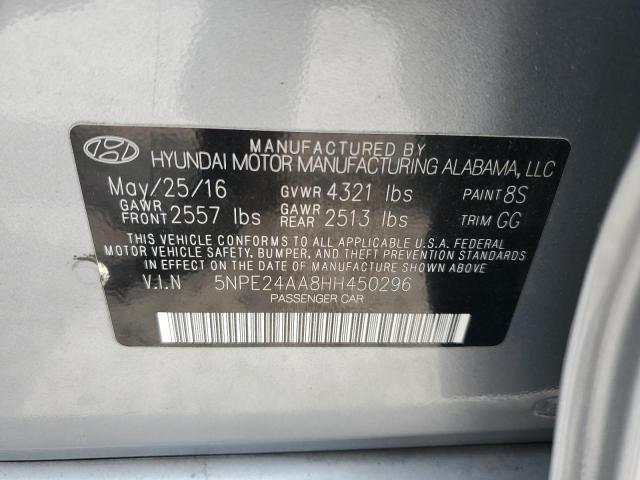 MANUFACTURED BY
HYUNDAI MOTOR MANUFACTURING ALABAMA, LLC
May/25/16 GVWR 4321 lbs PAINT 8S
GAWR FRONT 2557 lbs GAWR REAR 2513 lbs TRIM GG
THIS VEHICLE CONFORMS TO ALL APPLICABLE U.S.A. FEDERAL
MOTOR VEHICLE SAFETY, BUMPER, AND THEFT PREVENTION STANDARDS
IN EFFECT ON THE DATE OF MANUFACTURE SHOWN ABOVE.
V.I.N 5NPE24AA8HH450296
PASSENGER CAR